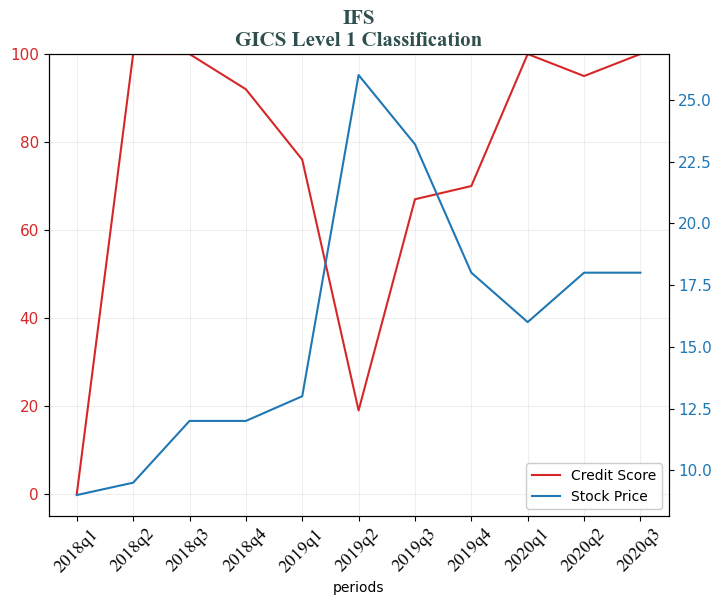 IFS
GICS Level 1 Classification
100
80
60
40
20
0
25.0
22.5
20.0
17.5
15.0
12.5
10.0
Credit Score
Stock Price
2018q1
2018q2
2018q3
2018q4
2019q1
2019q2
2019q3
2019q4
2020q1
2020q2
2020q3
periods